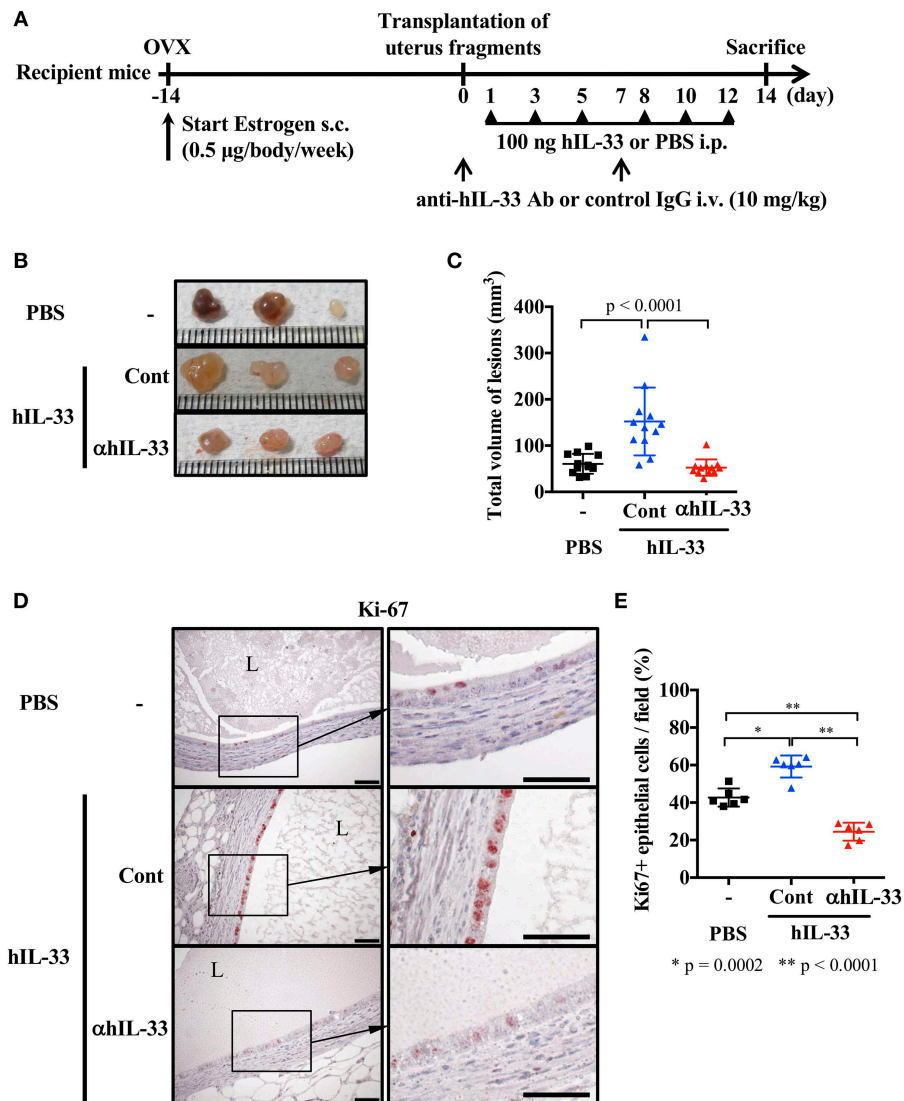 A
Transplantation of
uterus fragments
OVX
Sacrifice
Recipient mice
-14
0
1
3
5
7
8
10
12
14
(day)
Start Estrogen s.c.
(0.5 µg/body/week)
100 ng hIL-33 or PBS i.p.
anti-hIL-33 Ab or control IgG i.v. (10 mg/kg)
B
PBS
-
Cont
hIL-33
αhIL-33
C
Total volume of lesions (mm³)
400
300
200
100
0
p < 0.0001
-
Cont
αhIL-33
PBS
hIL-33
D
Ki-67
PBS
-
L
Cont
L
hIL-33
αhIL-33
L
E
Ki67+ epithelial cells / field (%)
100
80
60
40
20
0
**
*
**
-
Cont
αhIL-33
PBS
hIL-33
* p = 0.0002 ** p < 0.0001